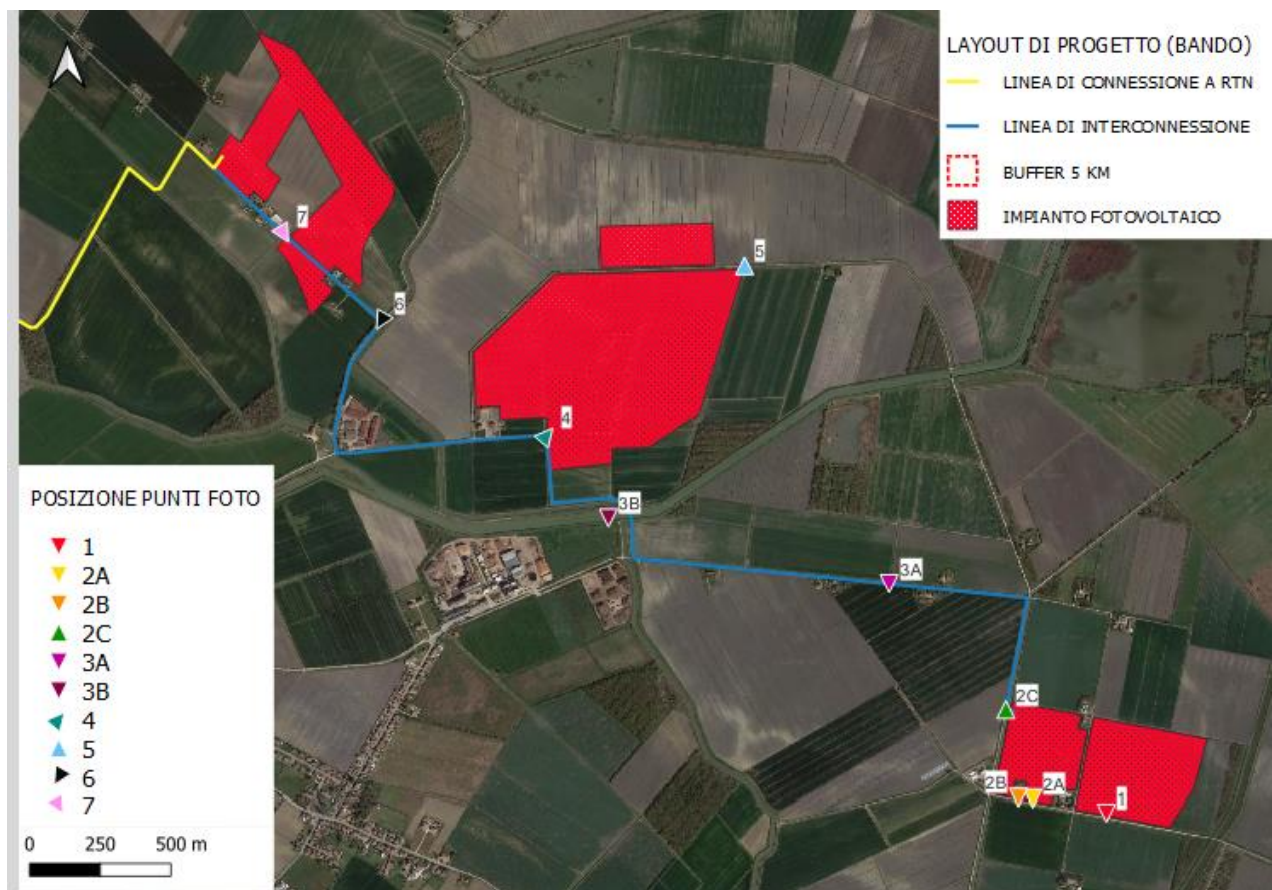 LAYOUT DI PROGETTO (BANDO)
LINEA DI CONNESSIONE A RTN
LINEA DI INTERCONNESSIONE
BUFFER 5 KM
IMPIANTO FOTOVOLTAICO
7
5
6
4
3B
3A
2C
2B
2A
1
POSIZIONE PUNTI FOTO
1
2A
2B
2C
3A
3B
4
5
6
7
0 250 500 m